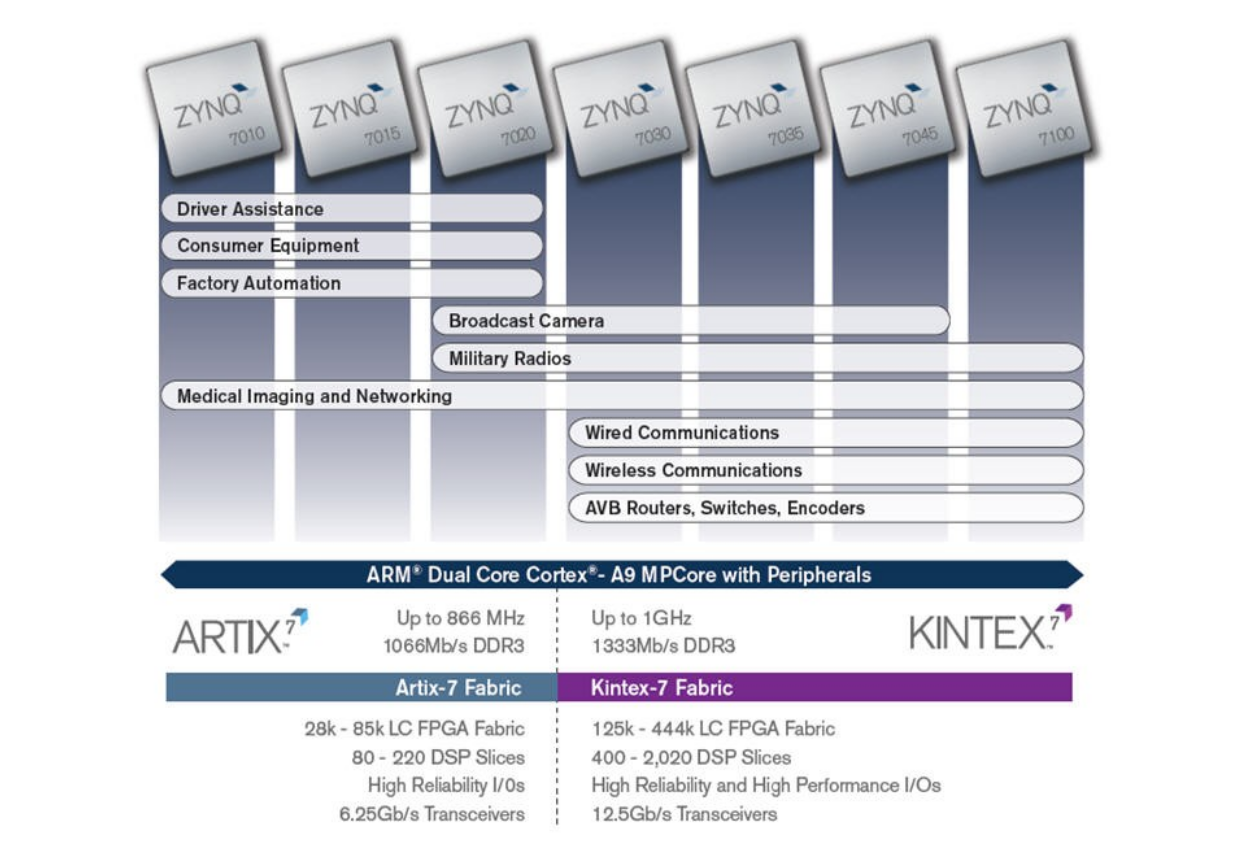 ZYNQ 7010
ZYNQ 7015
ZYNQ 7020
ZYNQ 7030
ZYNQ 7035
ZYNQ 7045
ZYNQ 7100
Driver Assistance
Consumer Equipment
Factory Automation
Broadcast Camera
Military Radios
Medical Imaging and Networking
Wired Communications
Wireless Communications
AVB Routers, Switches, Encoders
ARM® Dual Core Cortex®- A9 MPCore with Peripherals
ARTIX7™
Up to 866 MHz
1066Mb/s DDR3
Up to 1GHz
1333Mb/s DDR3
KINTEX7™
Artix-7 Fabric
Kintex-7 Fabric
28k - 85k LC FPGA Fabric
80 - 220 DSP Slices
High Reliability I/0s
6.25Gb/s Transceivers
125k - 444k LC FPGA Fabric
400 - 2,020 DSP Slices
High Reliability and High Performance I/Os
12.5Gb/s Transceivers